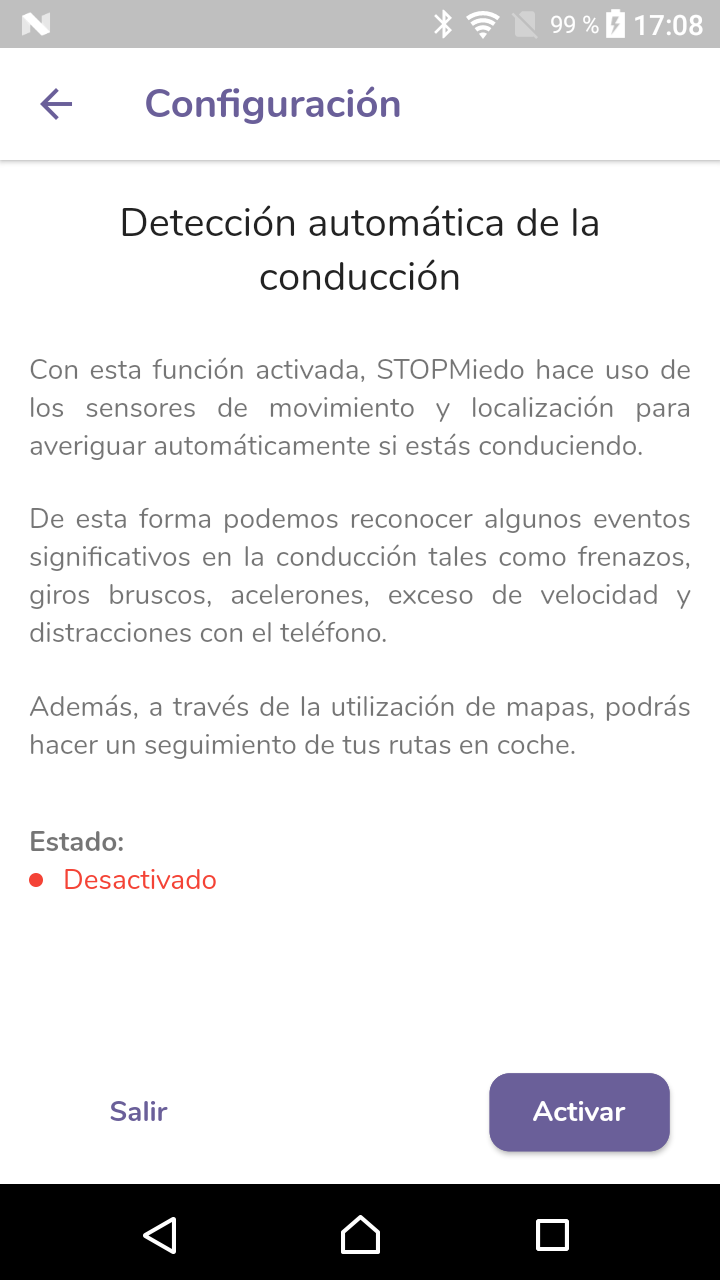 99 % 17:08
Configuración
Detección automática de la
conducción
Con esta función activada, STOPMiedo hace uso de
los sensores de movimiento y localización para
averiguar automáticamente si estás conduciendo.
De esta forma podemos reconocer algunos eventos
significativos en la conducción tales como frenazos,
giros bruscos, acelerones, exceso de velocidad y
distracciones con el teléfono.
Además, a través de la utilización de mapas, podrás
hacer un seguimiento de tus rutas en coche.
Estado:
Desactivado
Salir
Activar